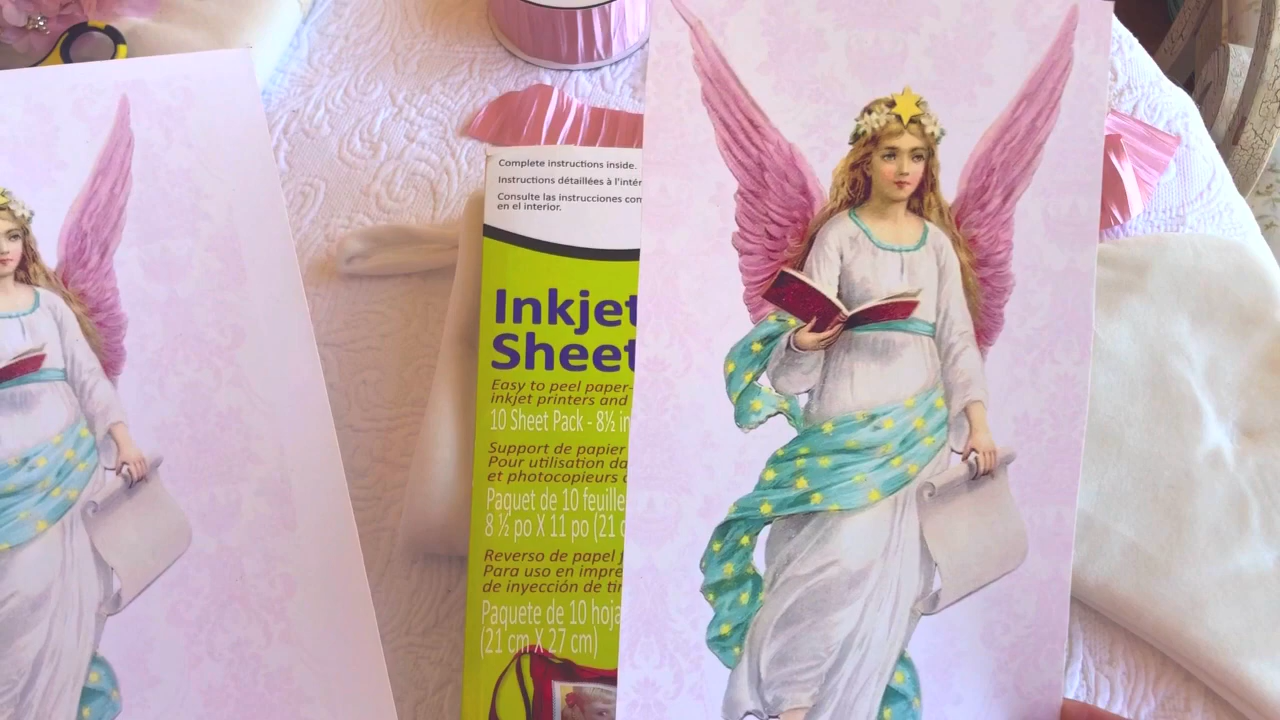 Complete instructions inside.
Instructions détaillées à l'intér
Consulte las instrucciones com
en el interior.
Inkjet
Sheet
Easy to peel paper-
inkjet printers and
10 Sheet Pack - 8½ in
Support de papier
Pour utilisation da
et photocopieurs
Paquet de 10 feuille
8 ½ po X 11 po (21
Reverso de papel
Para uso en impre
de inyección de tin
Paquete de 10 hoja
(21 cm X 27 cm)